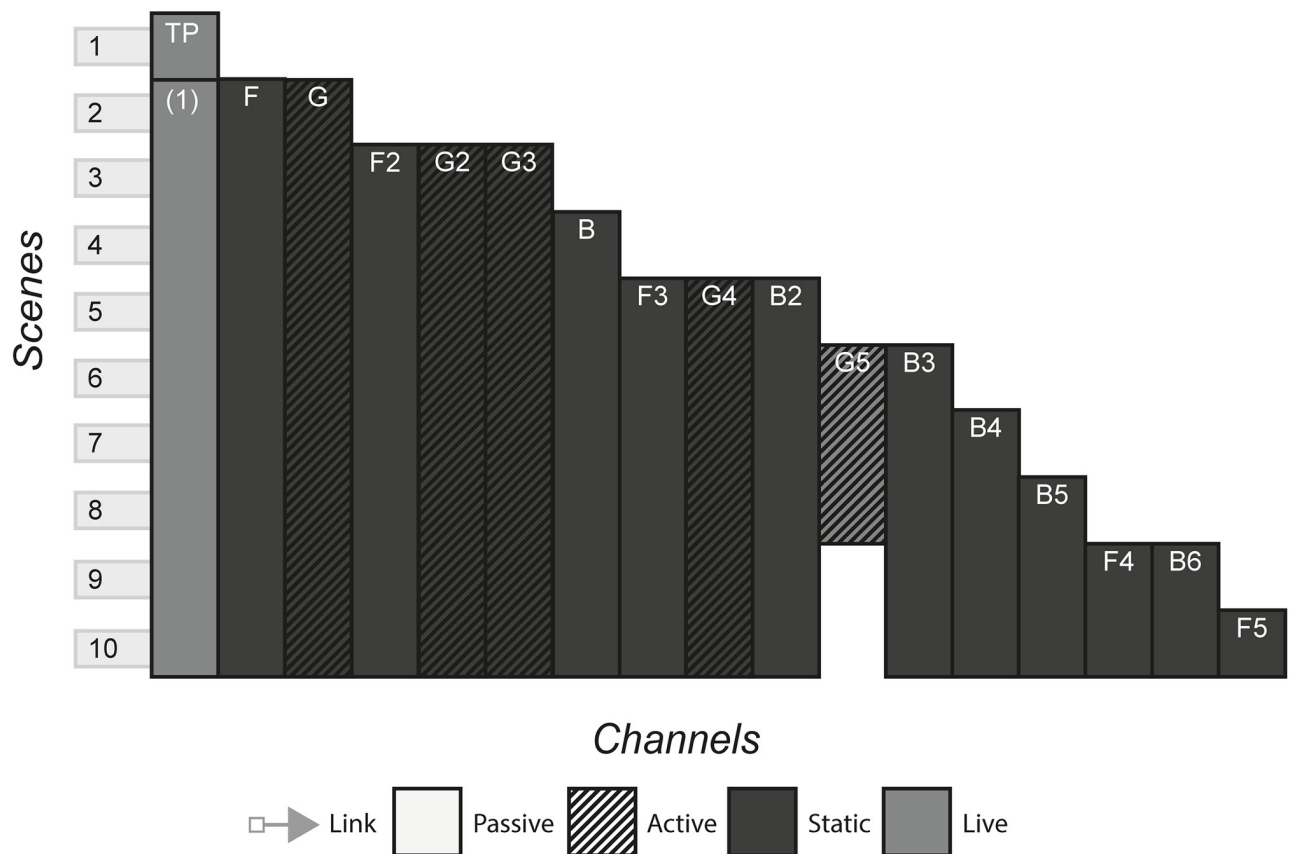 TP
1
(1) F G
2
F2 G2 G3
3
B
4
F3 G4 B2
5
G5 B3
6
B4
7
B5
8
F4 B6
9
F5
10
Scenes
Channels
Link Passive Active Static Live